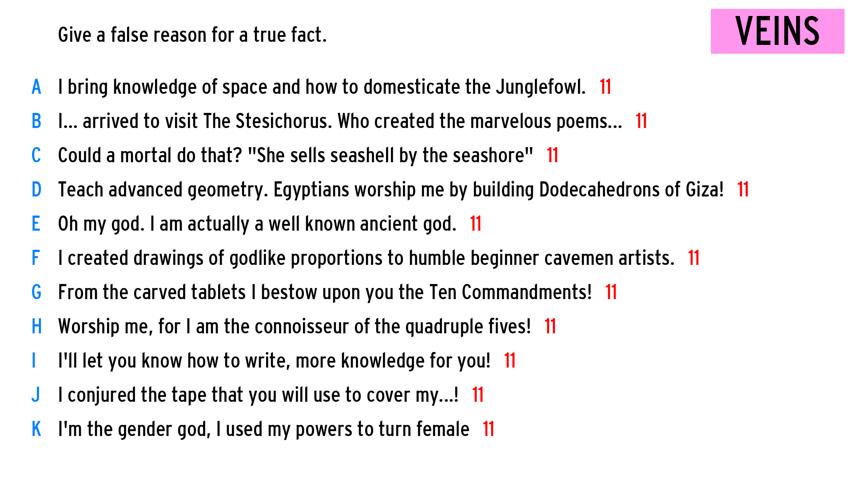 Give a false reason for a true fact.
VEINS
A I bring knowledge of space and how to domesticate the Junglefowl. 11
B I... arrived to visit The Stesichorus. Who created the marvelous poems... 11
C Could a mortal do that? "She sells seashell by the seashore" 11
D Teach advanced geometry. Egyptians worship me by building Dodecahedrons of Giza! 11
E Oh my god. I am actually a well known ancient god. 11
F I created drawings of godlike proportions to humble beginner cavemen artists. 11
G From the carved tablets I bestow upon you the Ten Commandments! 11
H Worship me, for I am the connoisseur of the quadruple fives! 11
I I'll let you know how to write, more knowledge for you! 11
J I conjured the tape that you will use to cover my...! 11
K I'm the gender god, I used my powers to turn female 11